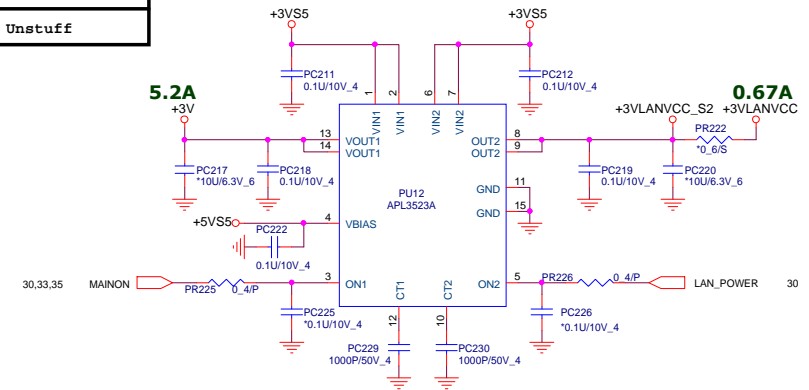 Unstuff
+3VS5
+3VS5
PC211
0.1U/10V_4
PC212
0.1U/10V_4
5.2A
+3V
0.67A
+3VLANVCC_S2
+3VLANVCC
1
2
6
7
VIN1
VIN1
VIN2
VIN2
PR222
*0_6/S
13
VOUT1
14
VOUT1
8
OUT2
9
OUT2
PC217
*10U/6.3V_6
PC218
0.1U/10V_4
PU12
APL3523A
PC219
0.1U/10V_4
PC220
*10U/6.3V_6
11
GND
15
GND
+5VS5
PC222
0.1U/10V_4
4
VBIAS
30,33,35
MAINON
PR225
0_4/P
3
ON1
5
ON2
PR226
0_4/P
LAN_POWER
30
CT1
CT2
12
10
PC225
*0.1U/10V_4
PC226
*0.1U/10V_4
PC229
1000P/50V_4
PC230
1000P/50V_4